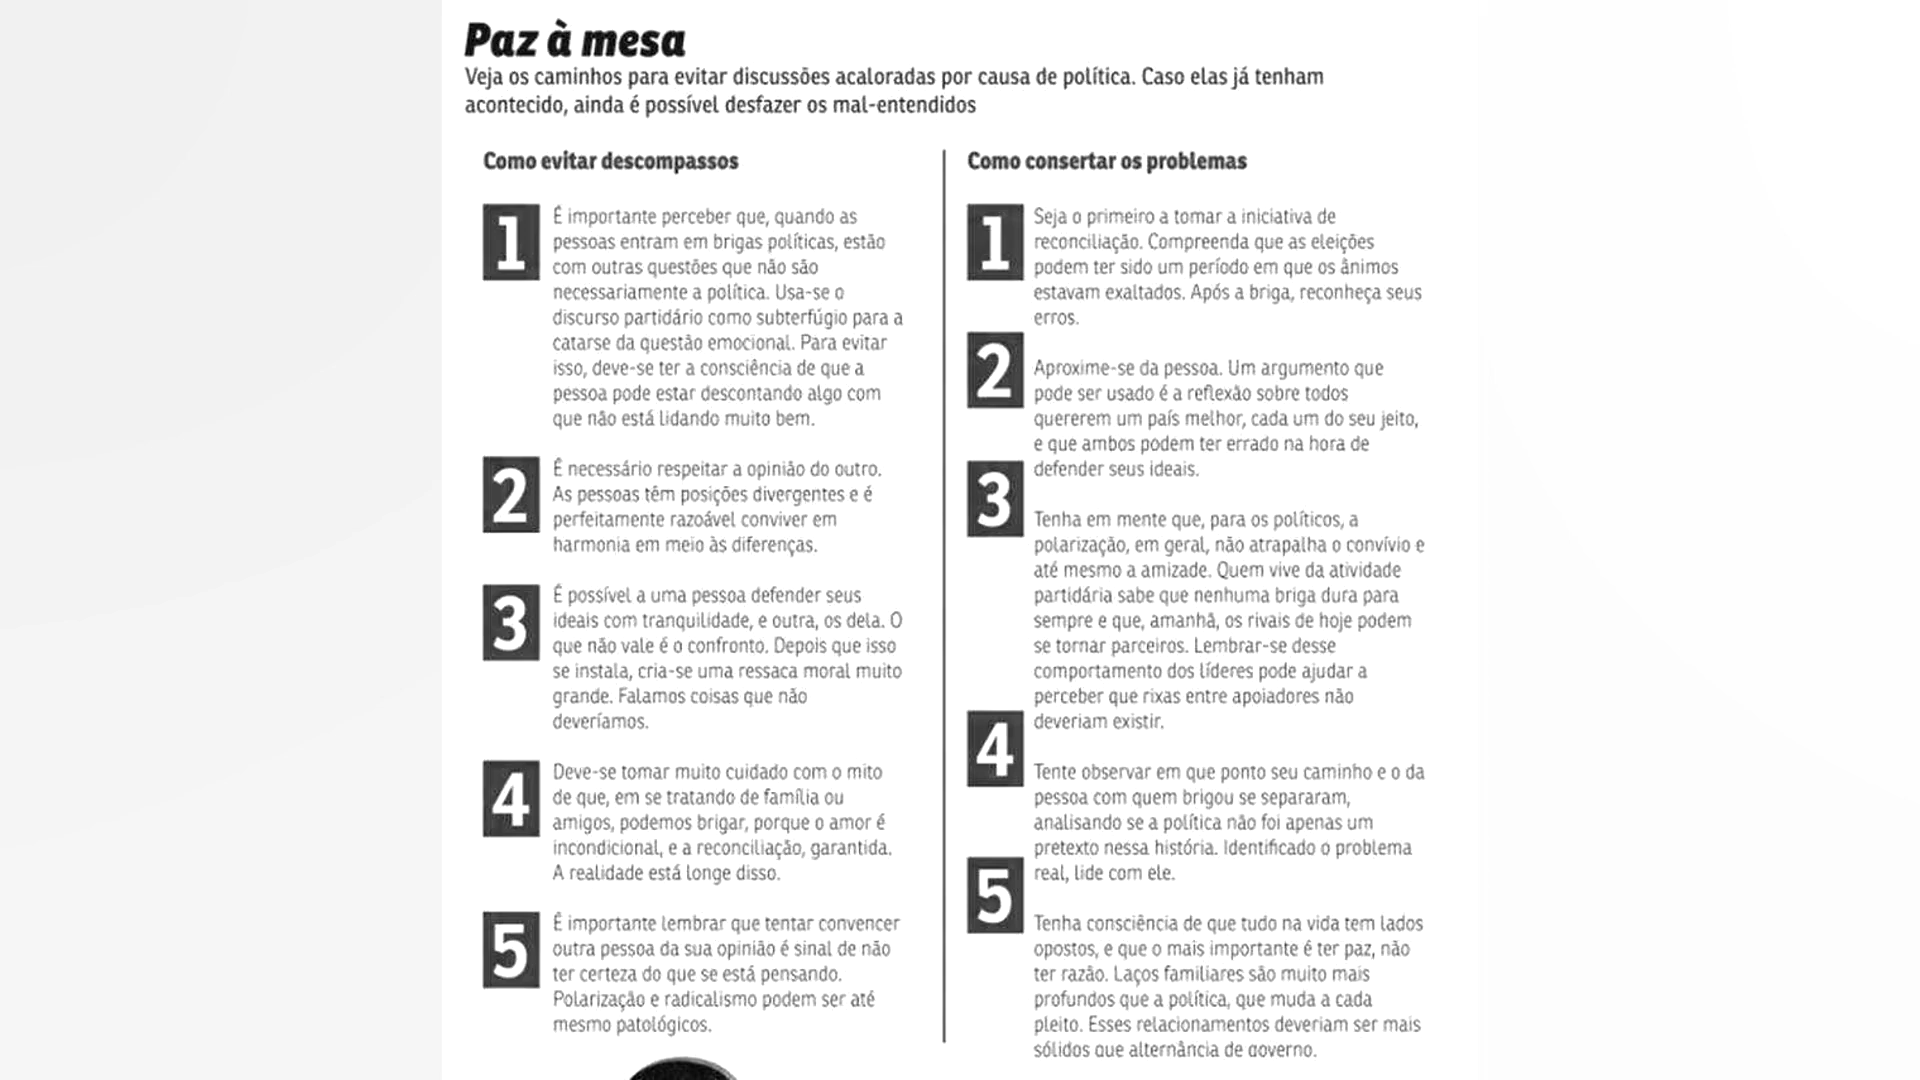 Paz à mesa
Veja os caminhos para evitar discussões acaloradas por causa de política. Caso elas já tenham
acontecido, ainda é possível desfazer os mal-entendidos
Como evitar descompassos
1
É importante perceber que, quando as
pessoas entram em brigas políticas, estão
com outras questões que não são
necessariamente a política. Usa-se o
discurso partidário como subterfúgio para a
catarse da questão emocional. Para evitar
isso, deve-se ter a consciência de que a
pessoa pode estar descontando algo com
que não está lidando muito bem.
2
É necessário respeitar a opinião do outro.
As pessoas têm posições divergentes e é
perfeitamente razoável conviver em
harmonia em meio às diferenças.
3
É possível a uma pessoa defender seus
ideais com tranquilidade, e outra, os dela. O
que não vale é o confronto. Depois que isso
se instala, cria-se uma ressaca moral muito
grande. Falamos coisas que não
deveríamos.
4
Deve-se tomar muito cuidado com o mito
de que, em se tratando de família ou
amigos, podemos brigar, porque o amor é
incondicional, e a reconciliação, garantida.
A realidade está longe disso.
5
É importante lembrar que tentar convencer
outra pessoa da sua opinião é sinal de não
ter certeza do que se está pensando.
Polarização e radicalismo podem ser até
mesmo patológicos.
Como consertar os problemas
1
Seja o primeiro a tomar a iniciativa de
reconciliação. Compreenda que as eleições
podem ter sido um período em que os ânimos
estavam exaltados. Após a briga, reconheça seus
erros.
2
Aproxime-se da pessoa. Um argumento que
pode ser usado é a reflexão sobre todos
quererem um país melhor, cada um do seu jeito,
e que ambos podem ter errado na hora de
defender seus ideais.
3
Tenha em mente que, para os políticos, a
polarização, em geral, não atrapalha o convívio e
até mesmo a amizade. Quem vive da atividade
partidária sabe que nenhuma briga dura para
sempre e que, amanhã, os rivais de hoje podem
se tornar parceiros. Lembrar-se desse
comportamento dos líderes pode ajudar a
perceber que rixas entre apoiadores não
deveriam existir.
4
Tente observar em que ponto seu caminho e o da
pessoa com quem brigou se separaram,
analisando se a política não foi apenas um
pretexto nessa história. Identificado o problema
real, lide com ele.
5
Tenha consciência de que tudo na vida tem lados
opostos, e que o mais importante é ter paz, não
ter razão. Laços familiares são muito mais
profundos que a política, que muda a cada
pleito. Esses relacionamentos deveriam ser mais
sólidos que alternância de governo.